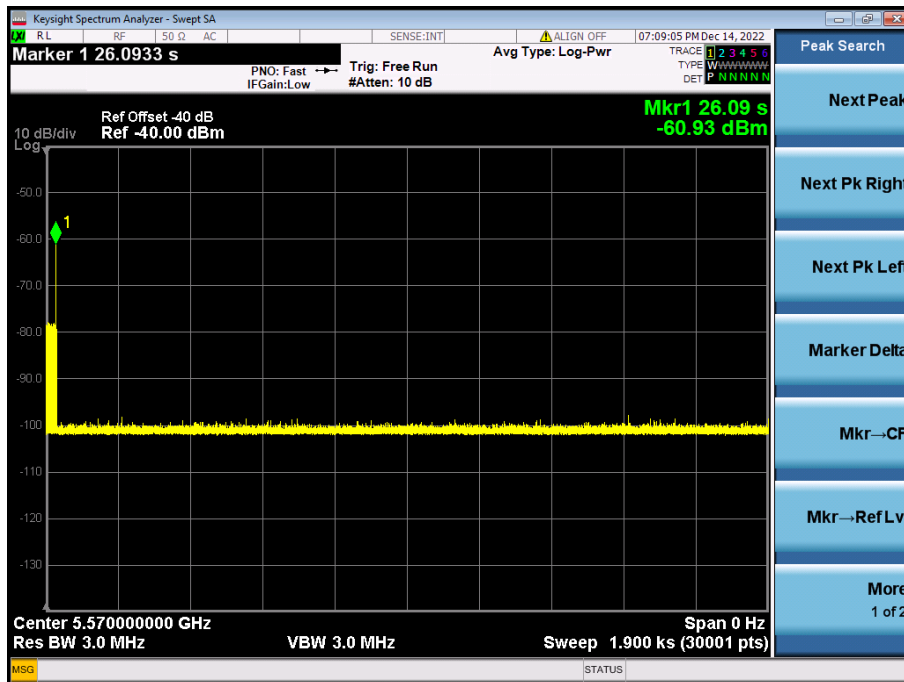 Keysight Spectrum Analyzer - Swept SA
LXI RL RF 50 Ω AC SENSE:INT ALIGN OFF 07:09:05 PM Dec 14, 2022
Marker 1 26.0933 s
PNO: Fast
IFGain:Low
Trig: Free Run
#Atten: 10 dB
Avg Type: Log-Pwr
TRACE 1 2 3 4 5 6
TYPE WWWWWW
DET P N N N N N
Peak Search
Mkr1 26.09 s
-60.93 dBm
Ref Offset -40 dB
10 dB/div Ref -40.00 dBm
Log
-50.0
-60.0
-70.0
-80.0
-90.0
-100
-110
-120
-130
1
Center 5.570000000 GHz Span 0 Hz
Res BW 3.0 MHz VBW 3.0 MHz Sweep 1.900 ks (30001 pts)
Next Peak
Next Pk Right
Next Pk Left
Marker Delta
Mkr→CF
Mkr→Ref Lv
More
1 of 2
MSG STATUS